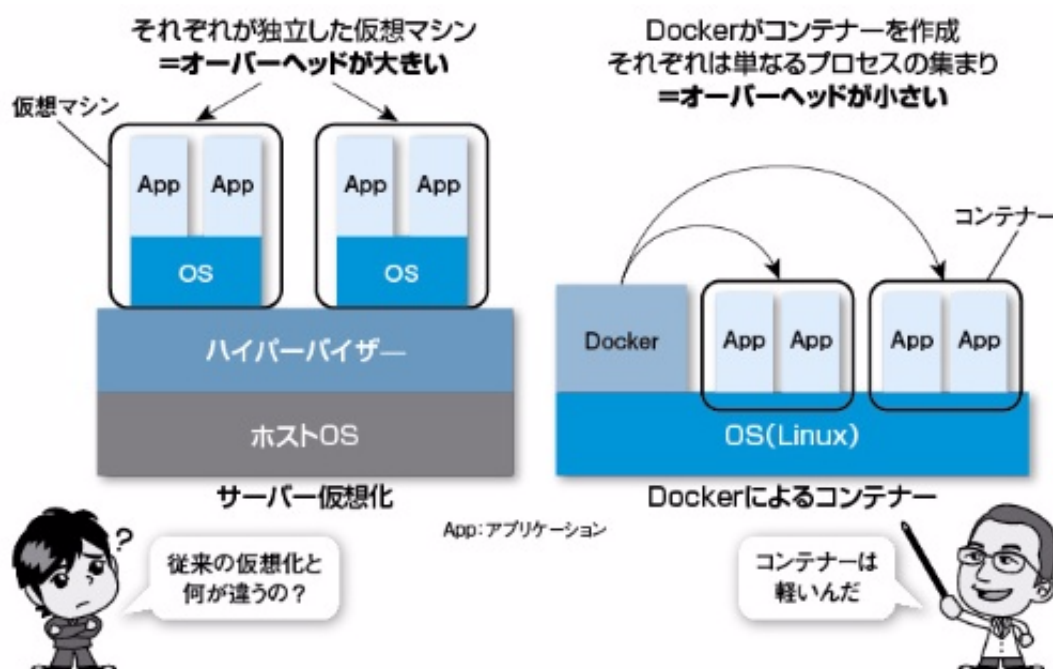 それぞれが独立した仮想マシン
=オーバーヘッドが大きい
仮想マシン
App
App
OS
App
App
OS
ハイパーバイザー
ホストOS
サーバー仮想化
Dockerがコンテナーを作成
それぞれは単なるプロセスの集まり
=オーバーヘッドが小さい
コンテナー
Docker
App
App
App
App
OS(Linux)
Dockerによるコンテナー
App:アプリケーション
?
従来の仮想化と
何が違うの?
コンテナーは
軽いんだ